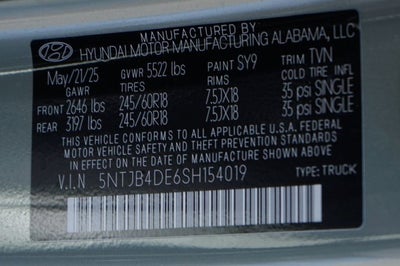 MANUFACTURED BY
HYUNDAI MOTOR MANUFACTURING ALABAMA, LLC
May/21/25 GVWR 5522 lbs PAINT SY9 TRIM TVN
GAWR TIRES RIMS COLD TIRE INFL. PRES.
FRONT 2646 lbs 245/60R18 7.5JX18 35 psi SINGLE
REAR 3197 lbs 245/60R18 7.5JX18 35 psi SINGLE
THIS VEHICLE CONFORMS TO ALL APPLICABLE
FEDERAL MOTOR VEHICLE SAFETY AND
THEFT PREVENTION STANDARDS
IN EFFECT ON THE DATE OF MANUFACTURE SHOWN ABOVE.
V.I.N 5NTJB4DE6SH154019 TYPE: TRUCK